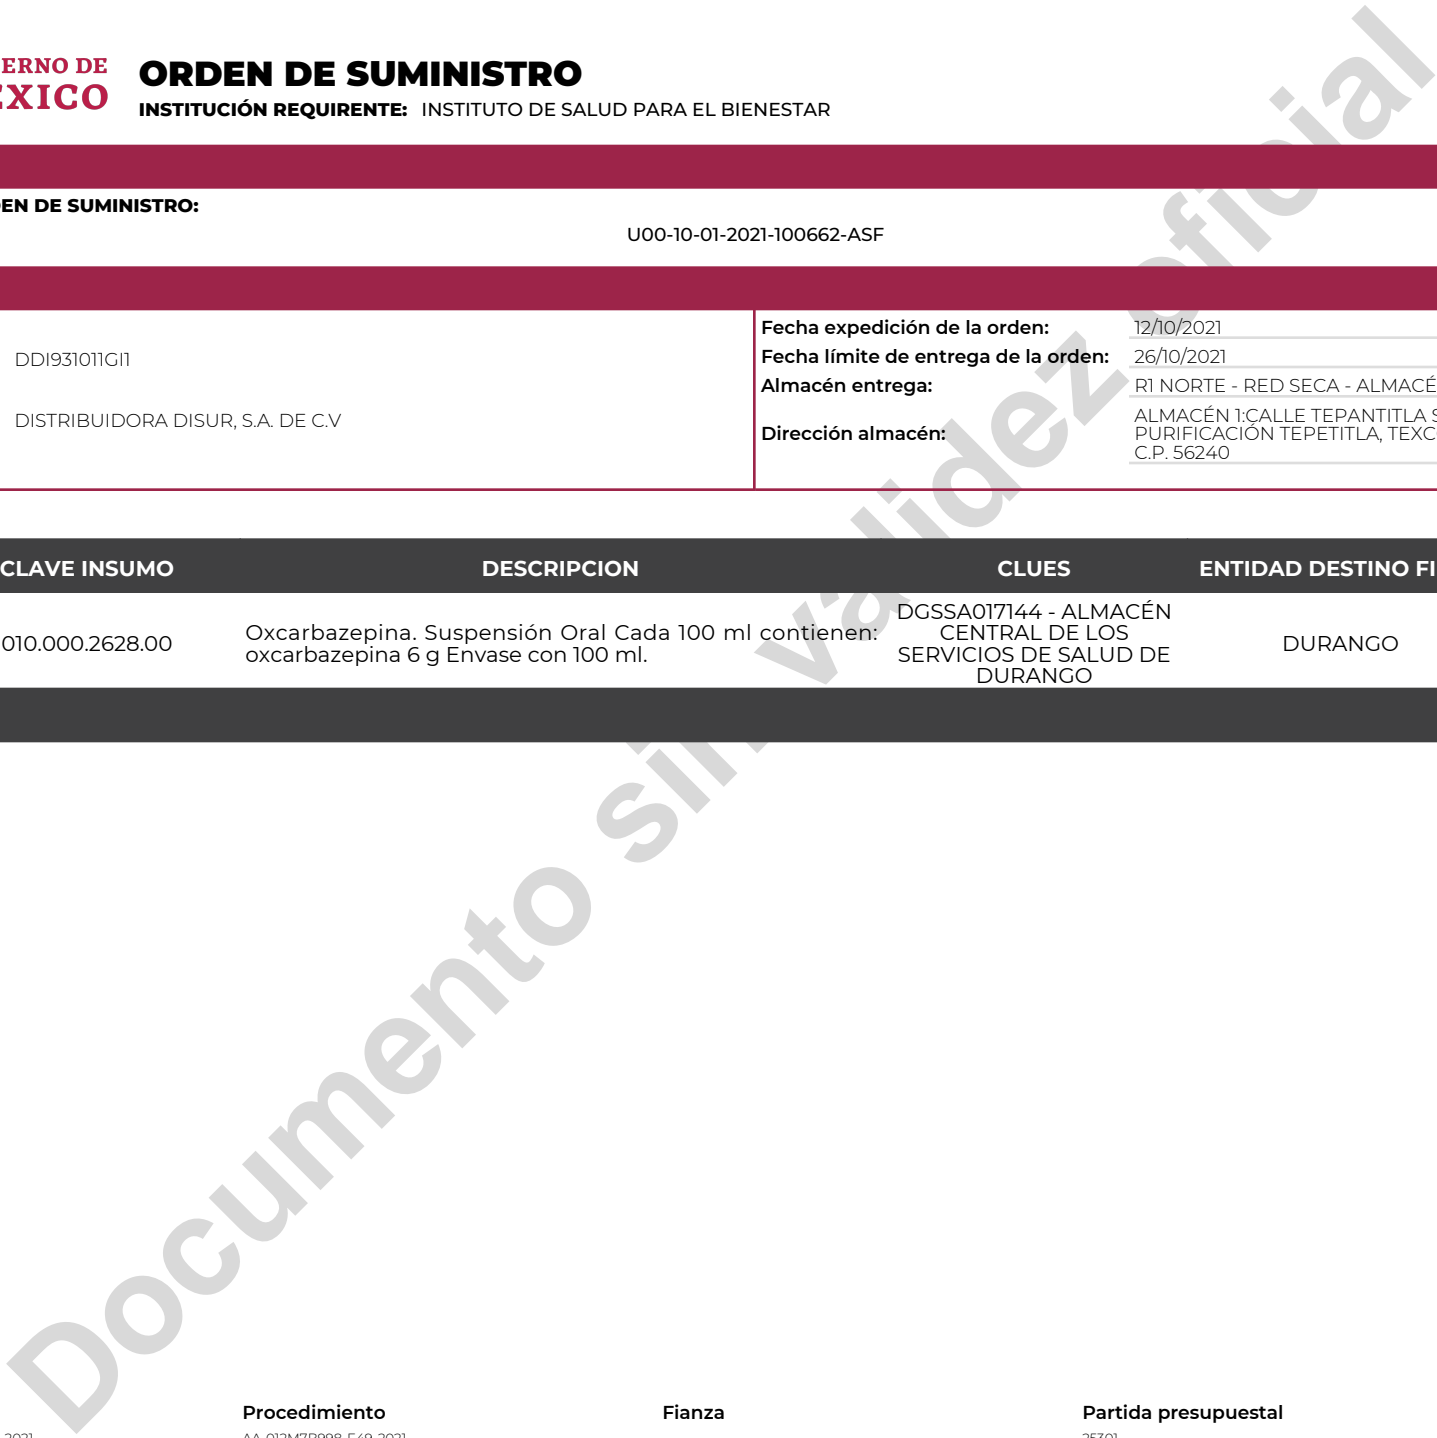 ERNO DE
ORDEN DE SUMINISTRO
INSTITUCIÓN REQUIRENTE: INSTITUTO DE SALUD PARA EL BIENESTAR
EN DE SUMINISTRO:
U00-10-01-2021-100662-ASF
DDI931011GI1
DISTRIBUIDORA DISUR, S.A. DE C.V
Fecha expedición de la orden: 12/10/2021
Fecha límite de entrega de la orden: 26/10/2021
Almacén entrega: R1 NORTE - RED SECA - ALMACÉ
Dirección almacén:
ALMACÉN 1:CALLE TEPANTITLA S
PURIFICACIÓN TEPETITLA, TEXC
C.P. 56240
CLAVE INSUMO DESCRIPCION CLUES ENTIDAD DESTINO FI
010.000.2628.00
Oxcarbazepina. Suspensión Oral Cada 100 ml contienen:
oxcarbazepina 6 g Envase con 100 ml.
DGSSA017144 - ALMACÉN
CENTRAL DE LOS
SERVICIOS DE SALUD DE
DURANGO
DURANGO
Documento sin validez oficial
Procedimiento Fianza Partida presupuestal